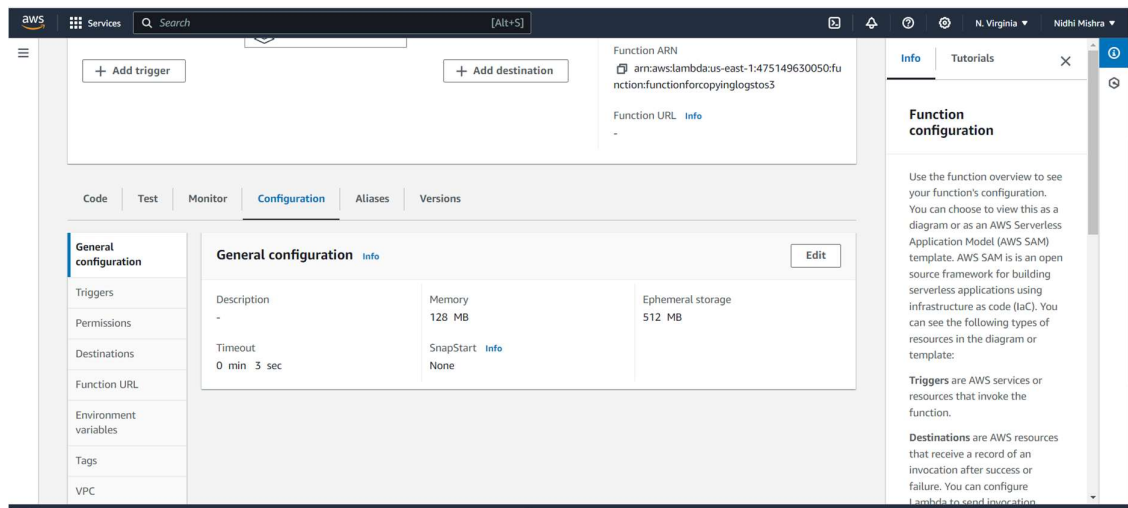 aws
Services
Search
[Alt+S]
N. Virginia
Nidhi Mishra
+ Add trigger
+ Add destination
Function ARN
arn:aws:lambda:us-east-1:475149630050:fu
nction:functionforcopyinglogstos3
Function URL Info
-
Code
Test
Monitor
Configuration
Aliases
Versions
General
configuration
Triggers
Permissions
Destinations
Function URL
Environment
variables
Tags
VPC
General configuration Info
Edit
Description
-
Memory
128 MB
Ephemeral storage
512 MB
Timeout
0 min 3 sec
SnapStart Info
None
Info
Tutorials
Function
configuration
Use the function overview to see
your function's configuration.
You can choose to view this as a
diagram or as an AWS Serverless
Application Model (AWS SAM)
template. AWS SAM is is an open
source framework for building
serverless applications using
infrastructure as code (IaC). You
can see the following types of
resources in the diagram or
template:
Triggers are AWS services or
resources that invoke the
function.
Destinations are AWS resources
that receive a record of an
invocation after success or
failure. You can configure
Lambda to send invocation